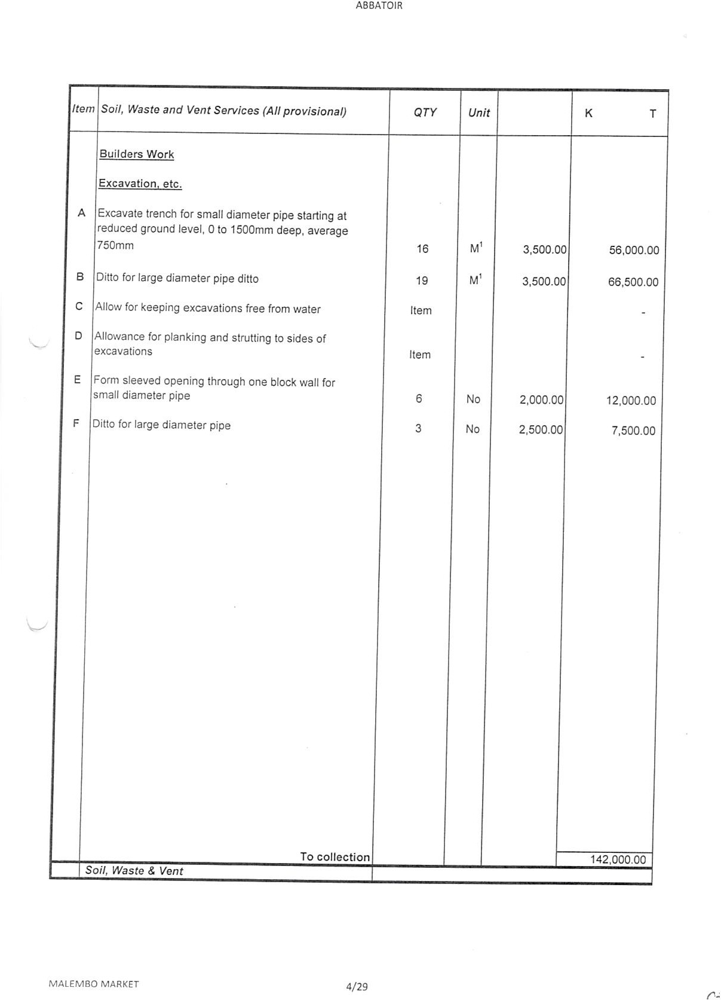 ABBATOIR
Item Soil, Waste and Vent Services (All provisional) QTY Unit K T
Builders Work
Excavation, etc.
A Excavate trench for small diameter pipe starting at
reduced ground level, 0 to 1500mm deep, average
750mm 16 M¹ 3,500.00 56,000.00
B Ditto for large diameter pipe ditto 19 M¹ 3,500.00 66,500.00
C Allow for keeping excavations free from water Item -
D Allowance for planking and strutting to sides of
excavations Item -
E Form sleeved opening through one block wall for
small diameter pipe 6 No 2,000.00 12,000.00
F Ditto for large diameter pipe 3 No 2,500.00 7,500.00
To collection 142,000.00
Soil, Waste & Vent
MALEMBO MARKET 4/29